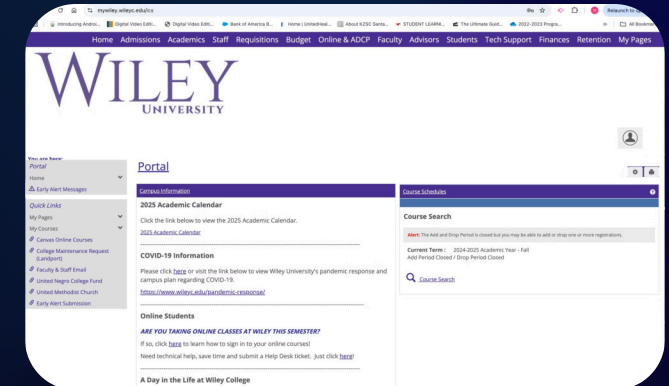 mywiley.wileyc.edu/ics
Relaunch to
Introducing Androi...
Digital Video Editi...
Digital Video Editi...
Bank of America B...
Home | UnitedHeal...
About KZSC Santa...
STUDENT LEARN...
The Ultimate Guid...
2022-2023 Progra...
All Bookmar
Home Admissions Academics Staff Requisitions Budget Online & ADCP Faculty Advisors Students Tech Support Finances Retention My Pages
WILEY
UNIVERSITY
You are here:
Portal
Home
Early Alert Messages
Quick Links
My Pages
My Courses
Canvas Online Courses
College Maintenance Request
(Landport)
Faculty & Staff Email
United Negro College Fund
United Methodist Church
Early Alert Submission
Portal
Campus Information
2025 Academic Calendar
Click the link below to view the 2025 Academic Calendar.
2025 Academic Calendar
COVID-19 Information
Please click here or visit the link below to view Wiley University's pandemic response and
campus plan regarding COVID-19.
https://www.wileyc.edu/pandemic-response/
Online Students
ARE YOU TAKING ONLINE CLASSES AT WILEY THIS SEMESTER?
If so, click here to learn how to sign in to your online courses!
Need technical help, save time and submit a Help Desk ticket. Just click here!
A Day in the Life at Wiley College
Course Schedules
Course Search
Alert: The Add and Drop Period is closed but you may be able to add or drop one or more registrations.
Current Term : 2024-2025 Academic Year - Fall
Add Period Closed / Drop Period Closed
Course Search